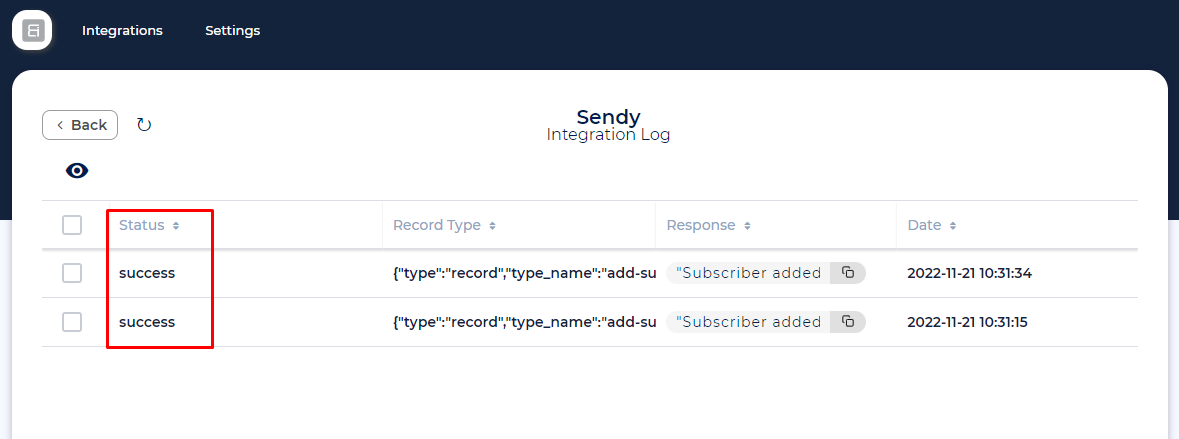 Integrations Settings
Back
Sendy
Integration Log
Status Record Type Response Date
success {"type":"record","type_name":"add-su "Subscriber added 2022-11-21 10:31:34
success {"type":"record","type_name":"add-su "Subscriber added 2022-11-21 10:31:15